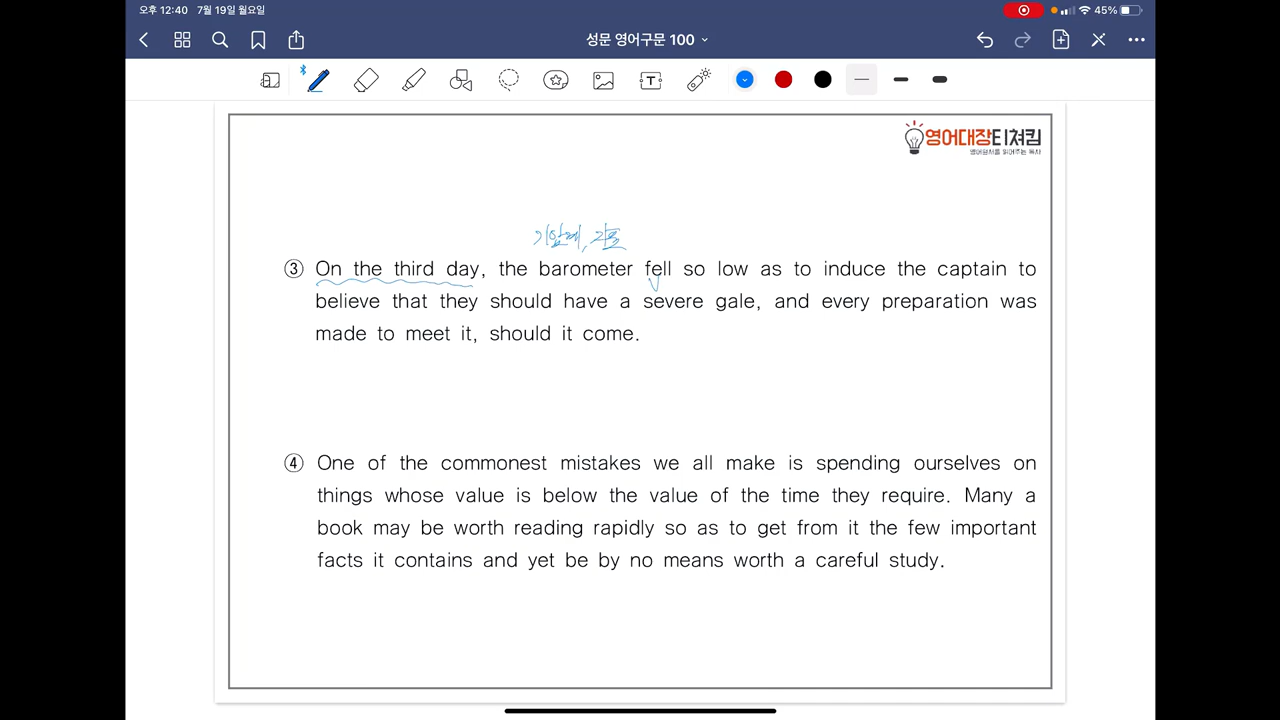 오후 12:40 7월 19일 월요일
45%
성문 영어구문 100
T
영어대장티쳐킴
기압계, 지표
③ On the third day, the barometer fell so low as to induce the captain to
V
believe that they should have a severe gale, and every preparation was
made to meet it, should it come.
④ One of the commonest mistakes we all make is spending ourselves on
things whose value is below the value of the time they require. Many a
book may be worth reading rapidly so as to get from it the few important
facts it contains and yet be by no means worth a careful study.